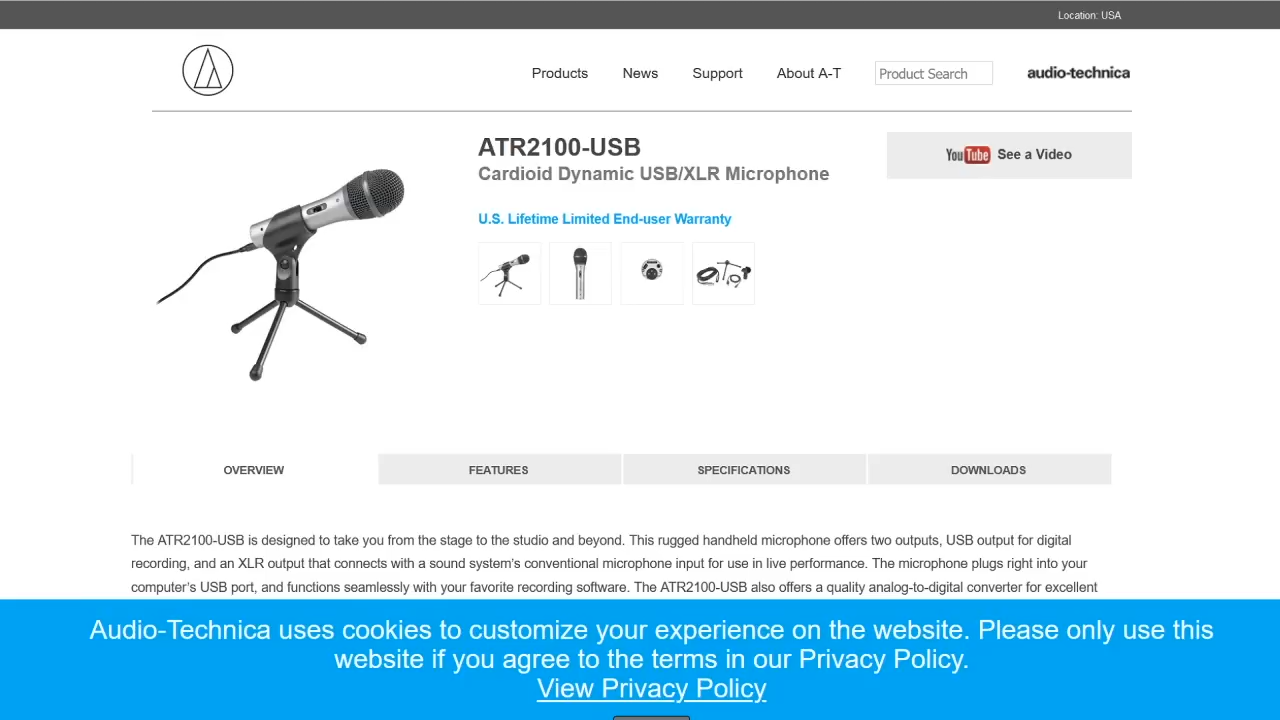 Location: USA
Products
News
Support
About A-T
Product Search
audio-technica
ATR2100-USB
Cardioid Dynamic USB/XLR Microphone
YouTube See a Video
U.S. Lifetime Limited End-user Warranty
OVERVIEW
FEATURES
SPECIFICATIONS
DOWNLOADS
The ATR2100-USB is designed to take you from the stage to the studio and beyond. This rugged handheld microphone offers two outputs, USB output for digital
recording, and an XLR output that connects with a sound system’s conventional microphone input for use in live performance. The microphone plugs right into your
computer’s USB port, and functions seamlessly with your favorite recording software. The ATR2100-USB also offers a quality analog-to-digital converter for excellent
Audio-Technica uses cookies to customize your experience on the website. Please only use this
website if you agree to the terms in our Privacy Policy.
View Privacy Policy